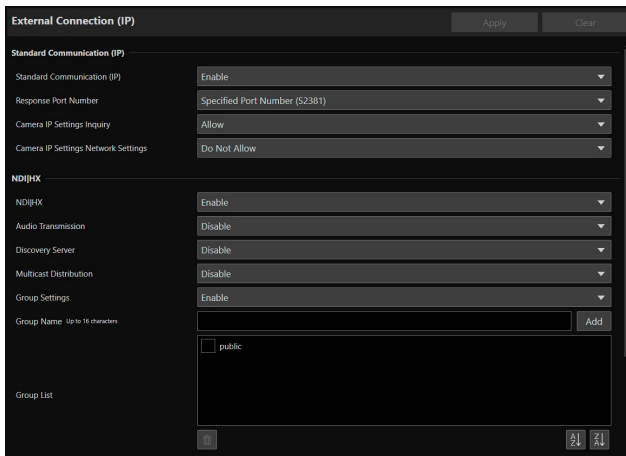 External Connection (IP)
Apply
Clear
Standard Communication (IP)
Standard Communication (IP)
Enable
Response Port Number
Specified Port Number (52381)
Camera IP Settings Inquiry
Allow
Camera IP Settings Network Settings
Do Not Allow
NDI|HX
NDI|HX
Enable
Audio Transmission
Disable
Discovery Server
Disable
Multicast Distribution
Disable
Group Settings
Enable
Group Name Up to 16 characters
Add
public
Group List
A Z
Z A